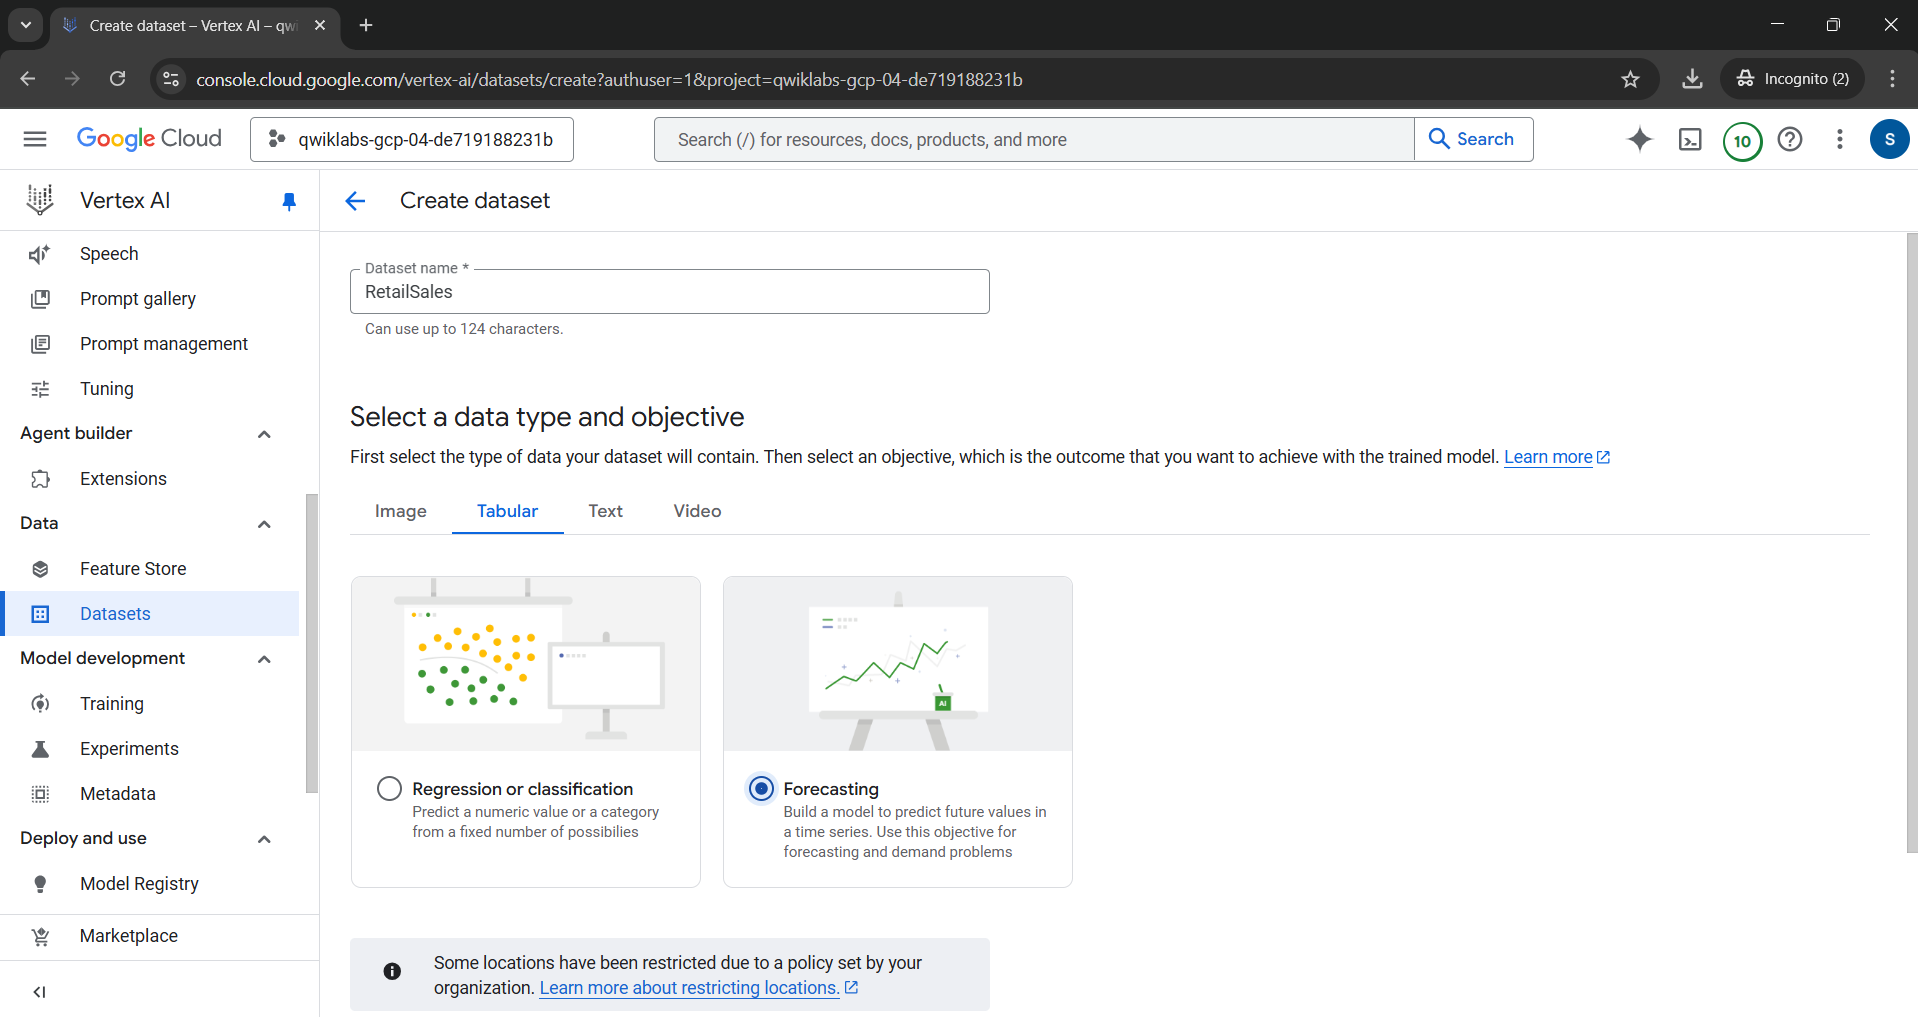 Create dataset – Vertex AI – qwi
console.cloud.google.com/vertex-ai/datasets/create?authuser=1&project=qwiklabs-gcp-04-de719188231b
Incognito (2)
Google Cloud
qwiklabs-gcp-04-de719188231b
Search (/) for resources, docs, products, and more
Search
10
S
Vertex AI
Speech
Prompt gallery
Prompt management
Tuning
Agent builder
Extensions
Data
Feature Store
Datasets
Model development
Training
Experiments
Metadata
Deploy and use
Model Registry
Marketplace
Create dataset
Dataset name *
RetailSales
Can use up to 124 characters.
Select a data type and objective
First select the type of data your dataset will contain. Then select an objective, which is the outcome that you want to achieve with the trained model. Learn more
Image
Tabular
Text
Video
AI
Regression or classification
Predict a numeric value or a category
from a fixed number of possibilies
Forecasting
Build a model to predict future values in
a time series. Use this objective for
forecasting and demand problems
Some locations have been restricted due to a policy set by your
organization. Learn more about restricting locations.